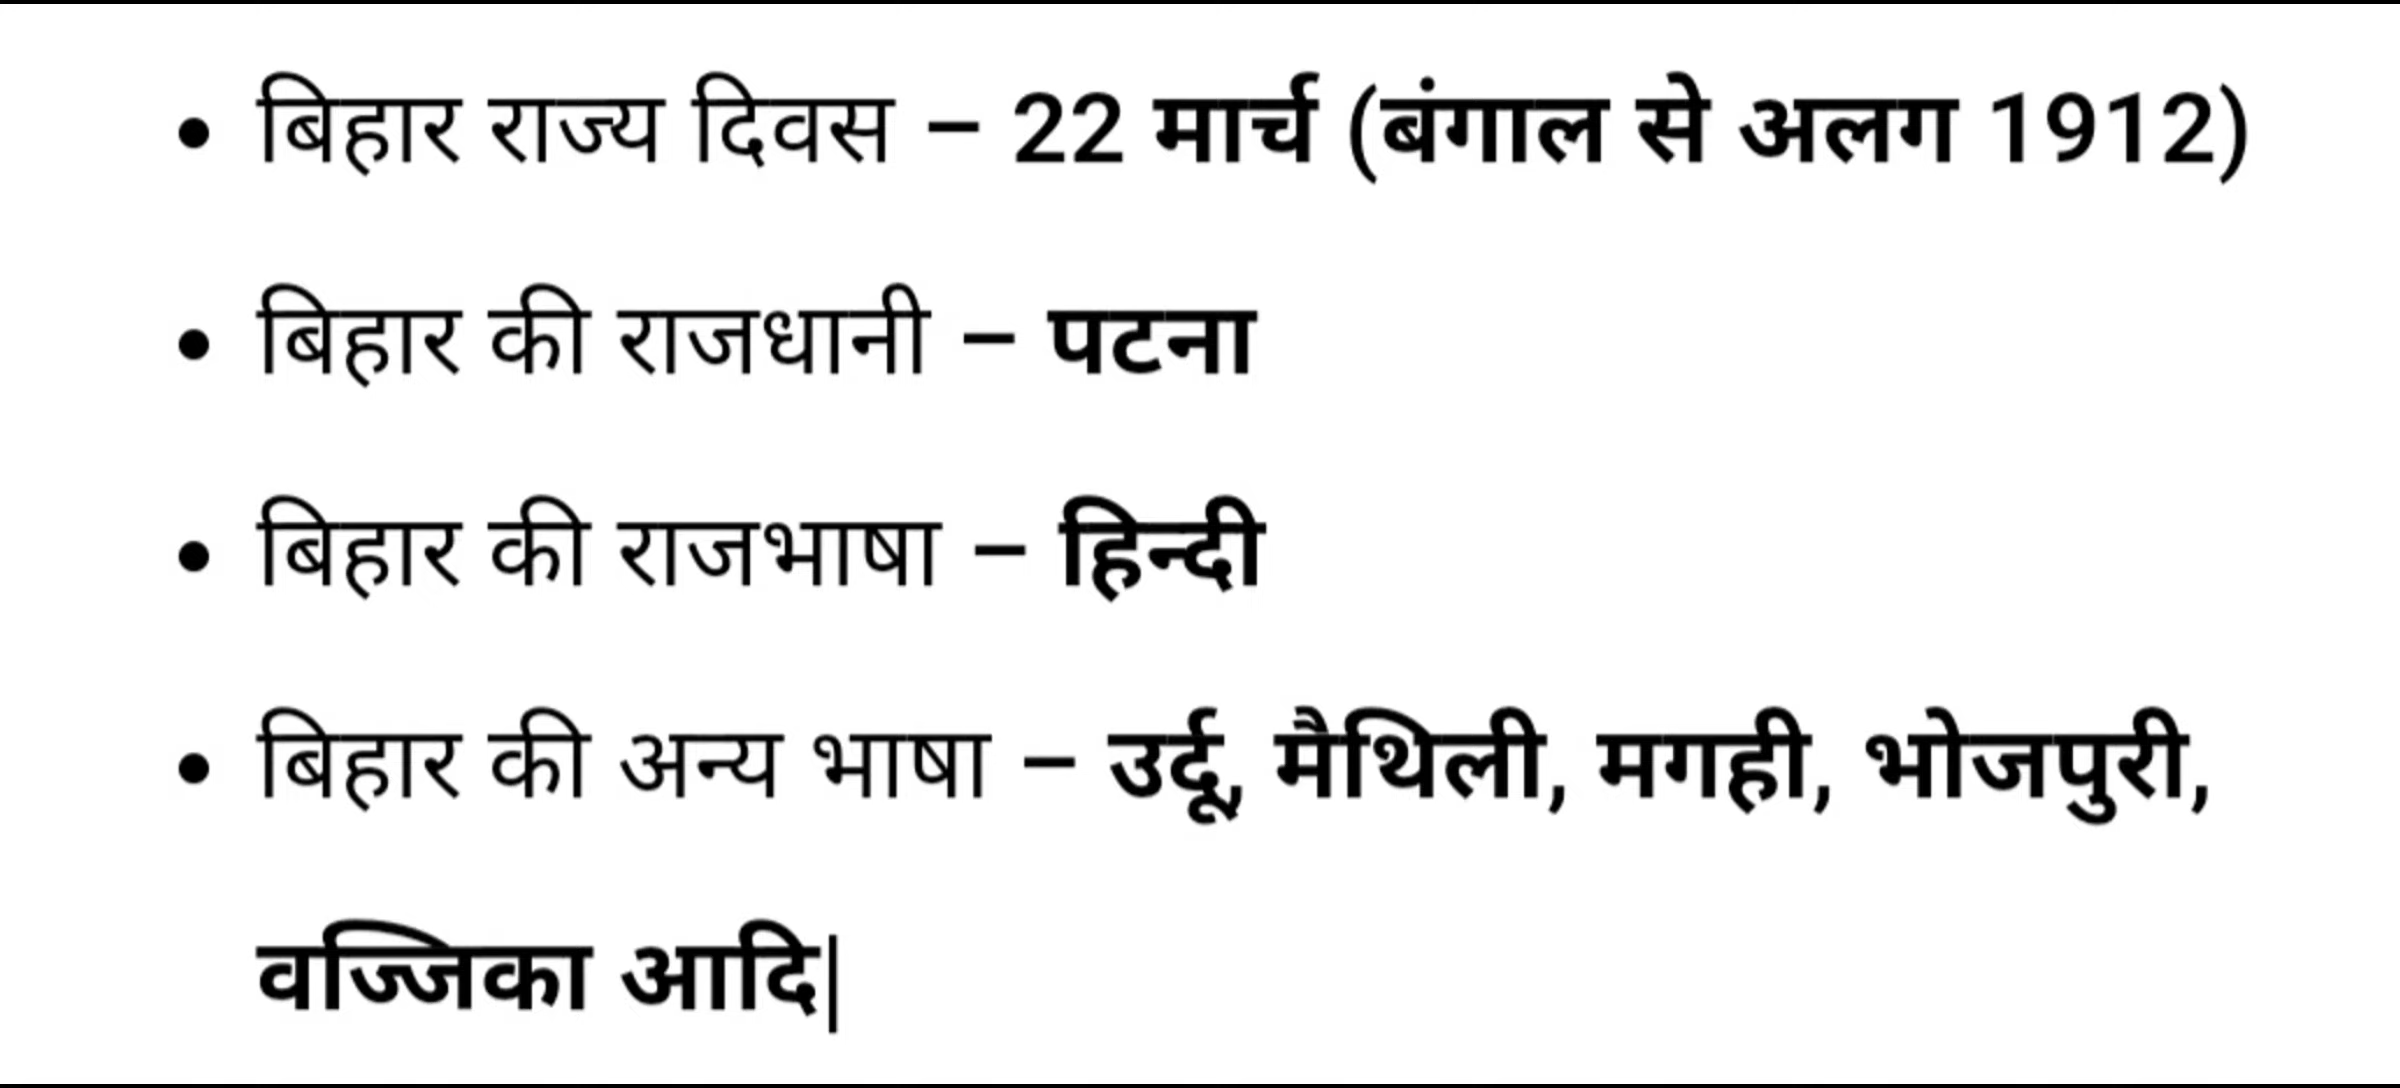 • बिहार राज्य दिवस – 22 मार्च (बंगाल से अलग 1912)
• बिहार की राजधानी – पटना
• बिहार की राजभाषा – हिन्दी
• बिहार की अन्य भाषा – उर्दू, मैथिली, मगही, भोजपुरी,
वज्जिका आदि|